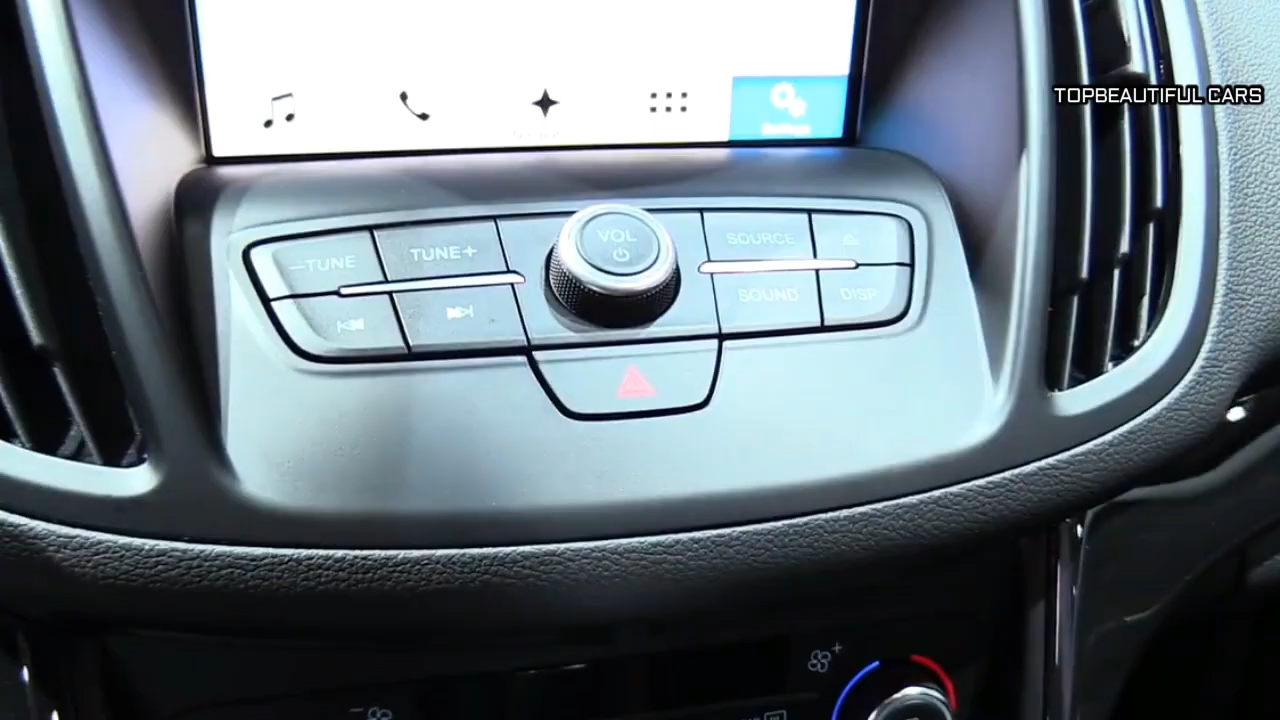 TOPBEAUTIFUL CARS
VOL
-TUNE
TUNE+
SOURCE
SOUND
DISP